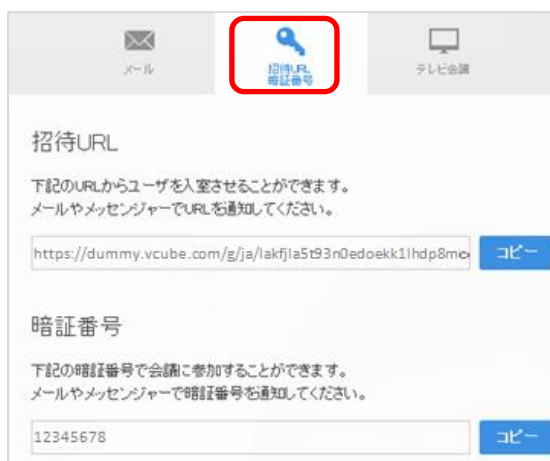 メール
招待URL
暗証番号
テレビ会議
招待URL
下記のURLからユーザを入室させることができます。
メールやメッセンジャーでURLを通知してください。
https://dummy.vcube.com/g/ja/lakfjla5t93n0edoekk1lhdp8m
コピー
暗証番号
下記の暗証番号で会議に参加することができます。
メールやメッセンジャーで暗証番号を通知してください。
12345678
コピー